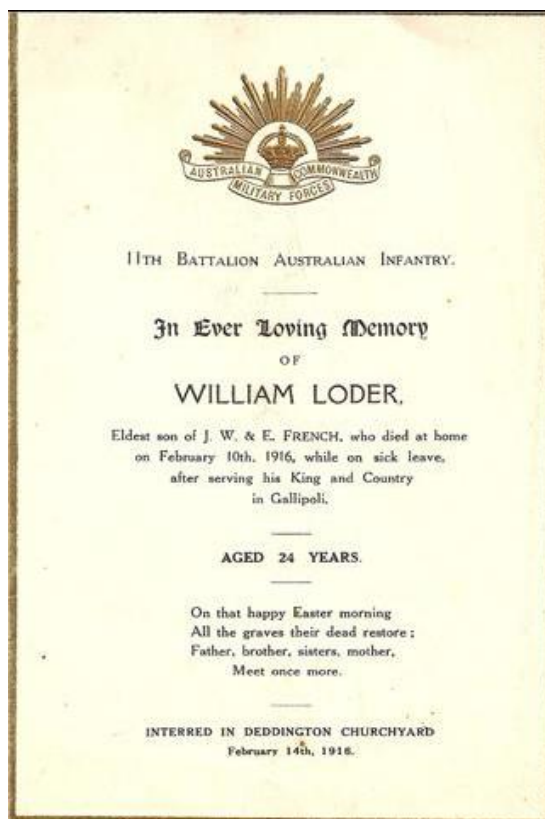 AUSTRALIAN COMMONWEALTH
MILITARY FORCES
11TH BATTALION AUSTRALIAN INFANTRY.
In Ever Loving Memory
OF
WILLIAM LODER,
Eldest son of J. W. & E. FRENCH, who died at home
on February 10th, 1916, while on sick leave,
after serving his King and Country
in Gallipoli.
AGED 24 YEARS.
On that happy Easter morning
All the graves their dead restore;
Father, brother, sisters, mother,
Meet once more.
INTERRED IN DEDDINGTON CHURCHYARD
February 14th, 1916.